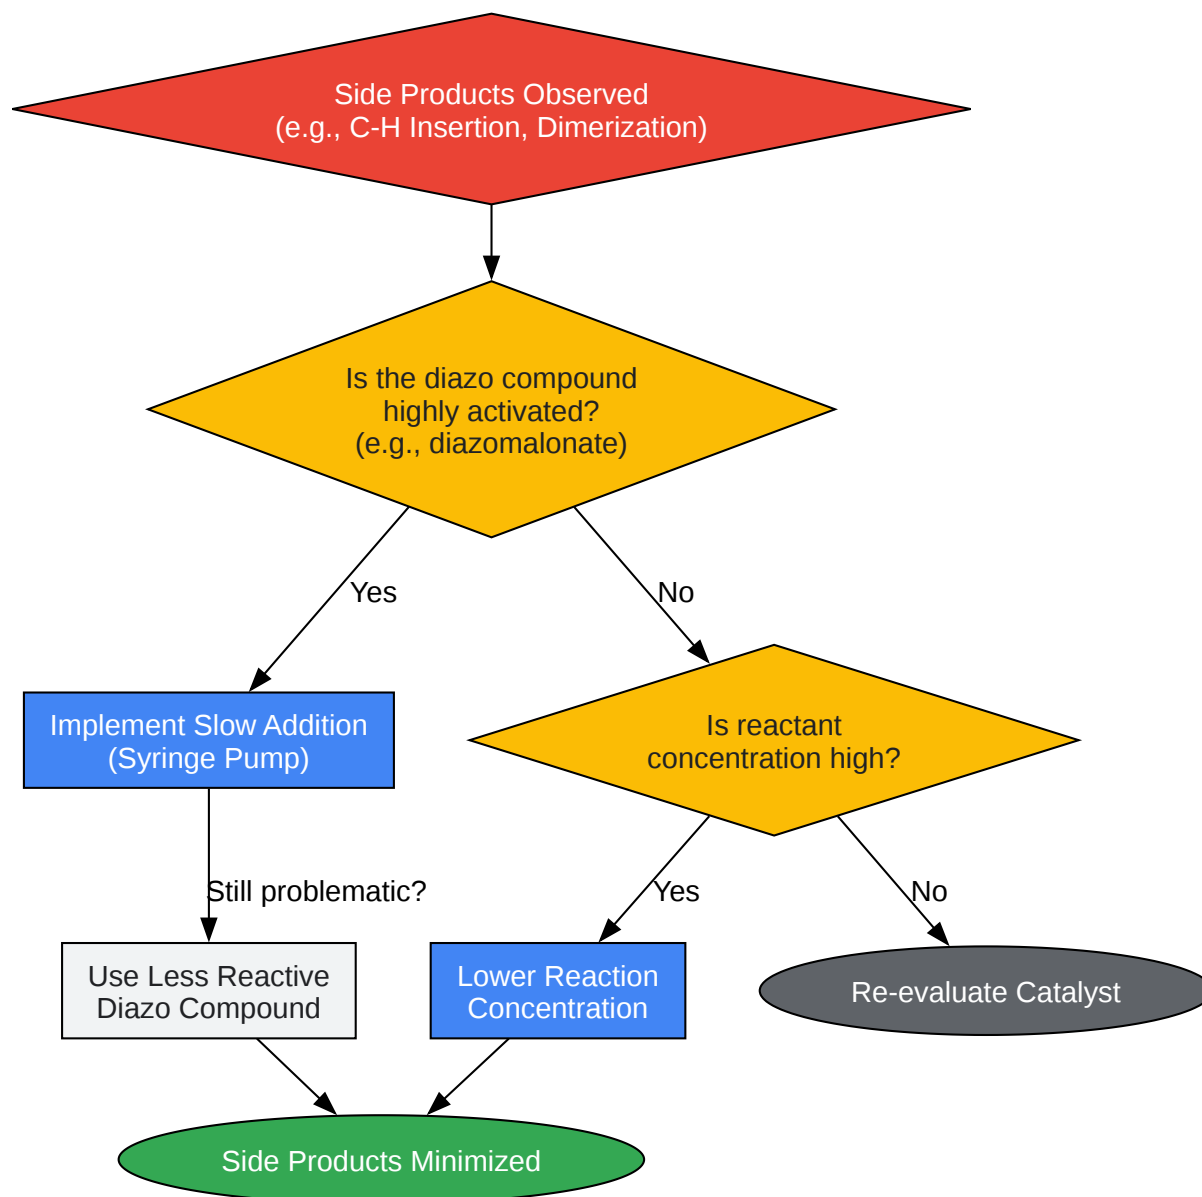 Side Products Observed
(e.g., C-H Insertion, Dimerization)
Is the diazo compound
highly activated?
(e.g., diazomalonate)
Yes
No
Implement Slow Addition
(Syringe Pump)
Is reactant
concentration high?
Still problematic?
Yes
No
Use Less Reactive
Diazo Compound
Lower Reaction
Concentration
Re-evaluate Catalyst
Side Products Minimized